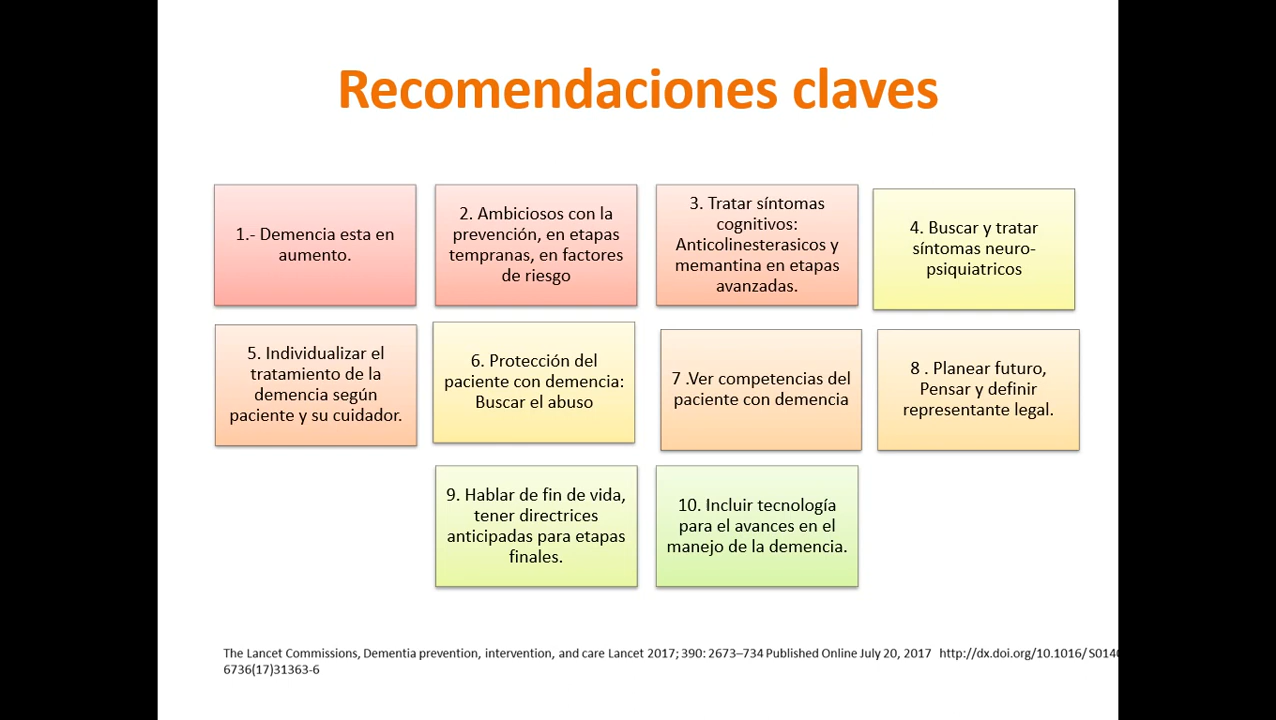 Recomendaciones claves
1.- Demencia esta en
aumento.
2. Ambiciosos con la
prevención, en etapas
tempranas, en factores
de riesgo
3. Tratar síntomas
cognitivos:
Anticolinesterasicos y
memantina en etapas
avanzadas.
4. Buscar y tratar
síntomas neuro-
psiquiatricos
5. Individualizar el
tratamiento de la
demencia según
paciente y su cuidador.
6. Protección del
paciente con demencia:
Buscar el abuso
7 .Ver competencias del
paciente con demencia
8 . Planear futuro,
Pensar y definir
representante legal.
9. Hablar de fin de vida,
tener directrices
anticipadas para etapas
finales.
10. Incluir tecnología
para el avances en el
manejo de la demencia.
The Lancet Commissions, Dementia prevention, intervention, and care Lancet 2017; 390: 2673–734 Published Online July 20, 2017 http://dx.doi.org/10.1016/ S014
6736(17)31363-6